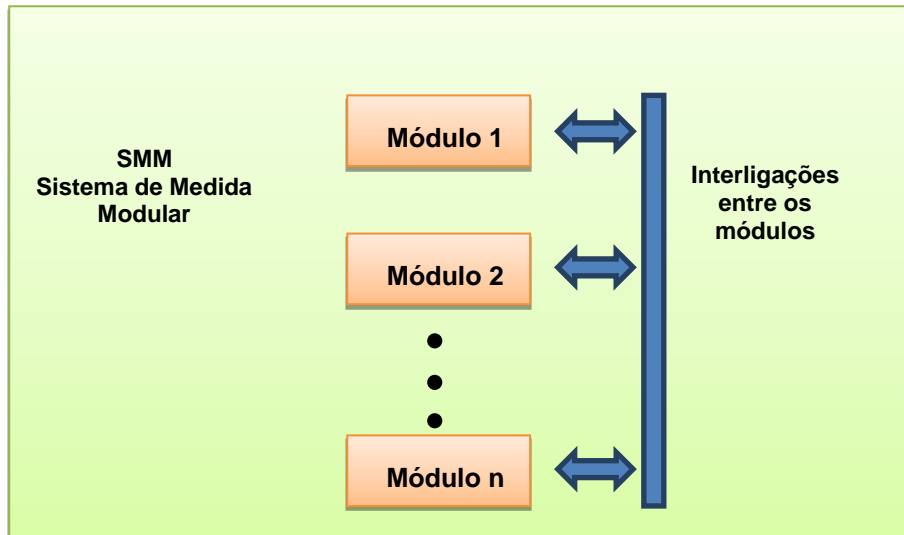 Módulo 1
SMM
Sistema de Medida
Modular
Interligações
entre os
módulos
Módulo 2
Módulo n